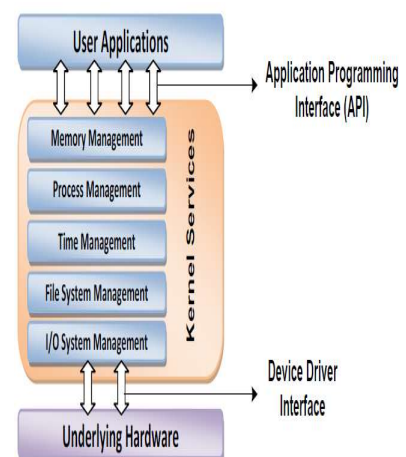 User Applications
Application Programming
Interface (API)
Memory Management
Process Management
Time Management
File System Management
I/O System Management
Kernel Services
Device Driver
Interface
Underlying Hardware